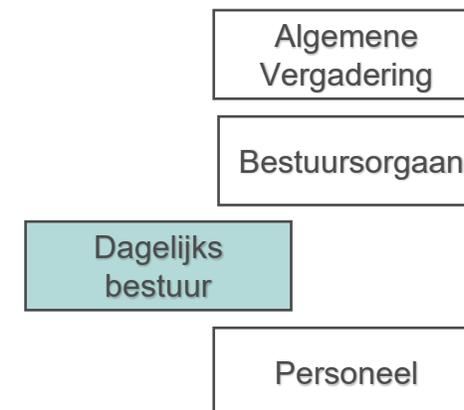 Algemene
Vergadering
Bestuursorgaan
Dagelijks
bestuur
Personeel